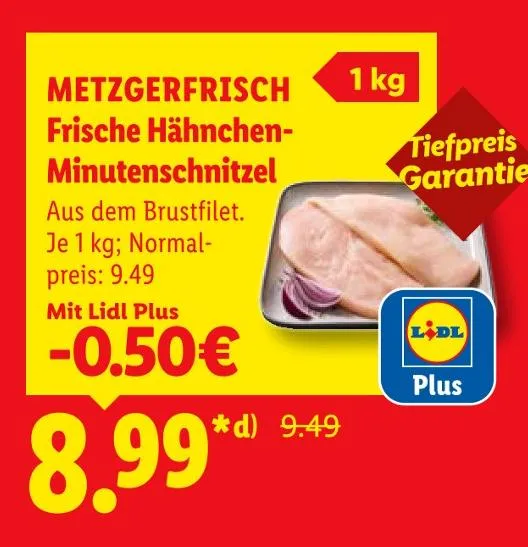 1 kg
METZGERFRISCH
Frische Hähnchen-
Minutenschnitzel
Tiefpreis
Garantie
Aus dem Brustfilet.
Je 1 kg; Normal-
preis: 9.49
Mit Lidl Plus
-0.50€
LIDL
Plus
8.99*d) 9.49